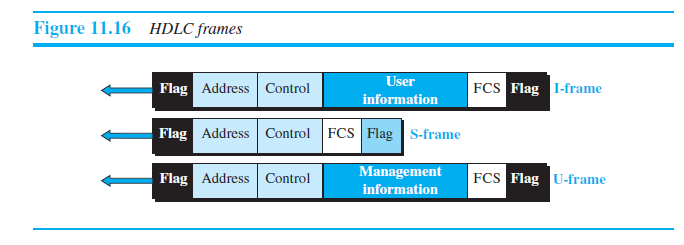 Figure 11.16 HDLC frames
Flag Address Control User information FCS Flag I-frame
Flag Address Control FCS Flag S-frame
Flag Address Control Management information FCS Flag U-frame